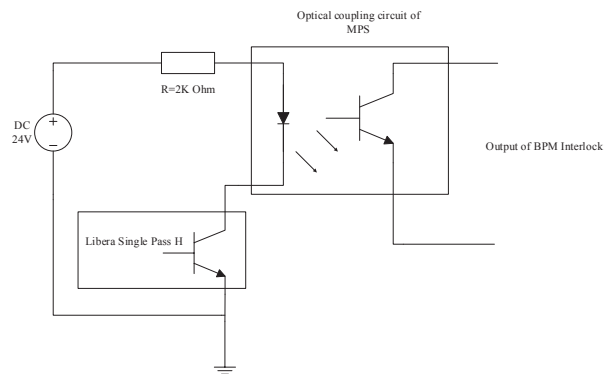 Optical coupling circuit of
MPS
R=2K Ohm
DC
24V
+
−
Output of BPM Interlock
Libera Single Pass H